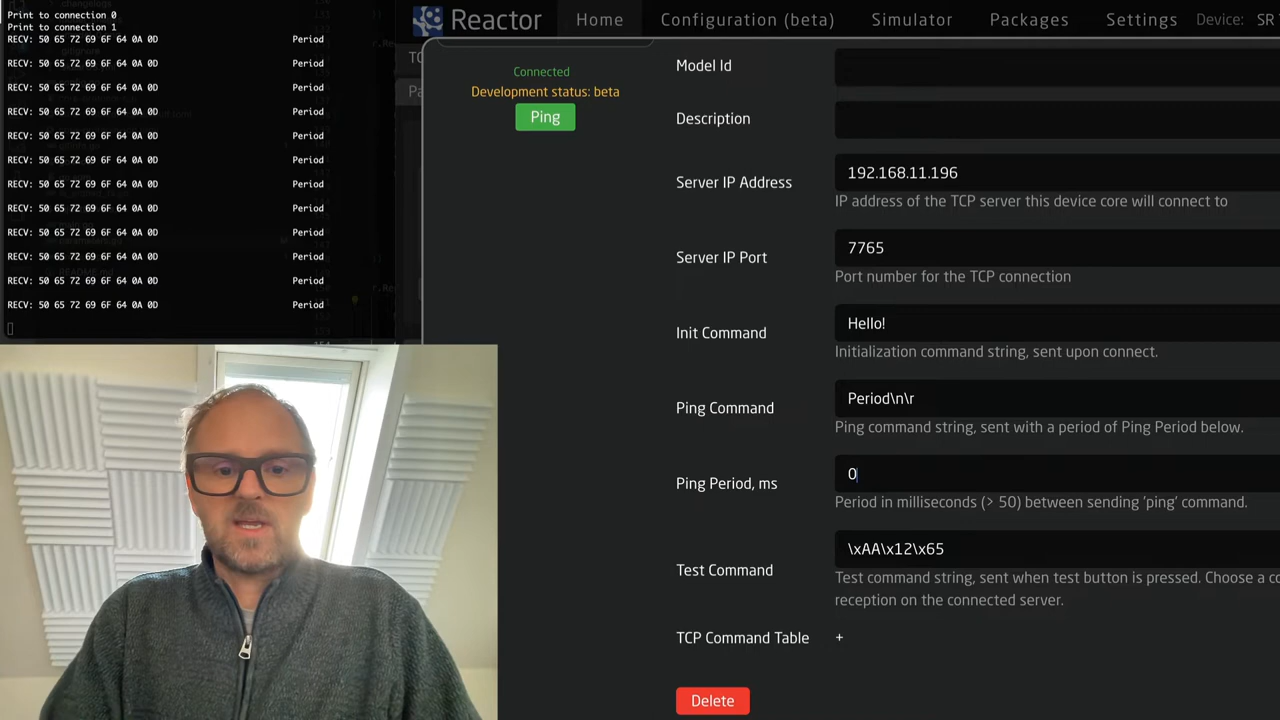 Print to connection 0
Print to connection 1
RECV: 50 65 72 69 6F 64 0A 0D Period
RECV: 50 65 72 69 6F 64 0A 0D Period
RECV: 50 65 72 69 6F 64 0A 0D Period
RECV: 50 65 72 69 6F 64 0A 0D Period
RECV: 50 65 72 69 6F 64 0A 0D Period
RECV: 50 65 72 69 6F 64 0A 0D Period
RECV: 50 65 72 69 6F 64 0A 0D Period
RECV: 50 65 72 69 6F 64 0A 0D Period
RECV: 50 65 72 69 6F 64 0A 0D Period
RECV: 50 65 72 69 6F 64 0A 0D Period
RECV: 50 65 72 69 6F 64 0A 0D Period
RECV: 50 65 72 69 6F 64 0A 0D Period
Reactor Home Configuration (beta) Simulator Packages Settings Device: SR
Connected
Development status: beta
Ping
Model Id
Description
Server IP Address 192.168.11.196
IP address of the TCP server this device core will connect to
Server IP Port 7765
Port number for the TCP connection
Init Command Hello!
Initialization command string, sent upon connect.
Ping Command Period\n\r
Ping command string, sent with a period of Ping Period below.
Ping Period, ms 0
Period in milliseconds (> 50) between sending 'ping' command.
Test Command \xAA\x12\x65
Test command string, sent when test button is pressed. Choose a co
reception on the connected server.
TCP Command Table +
Delete